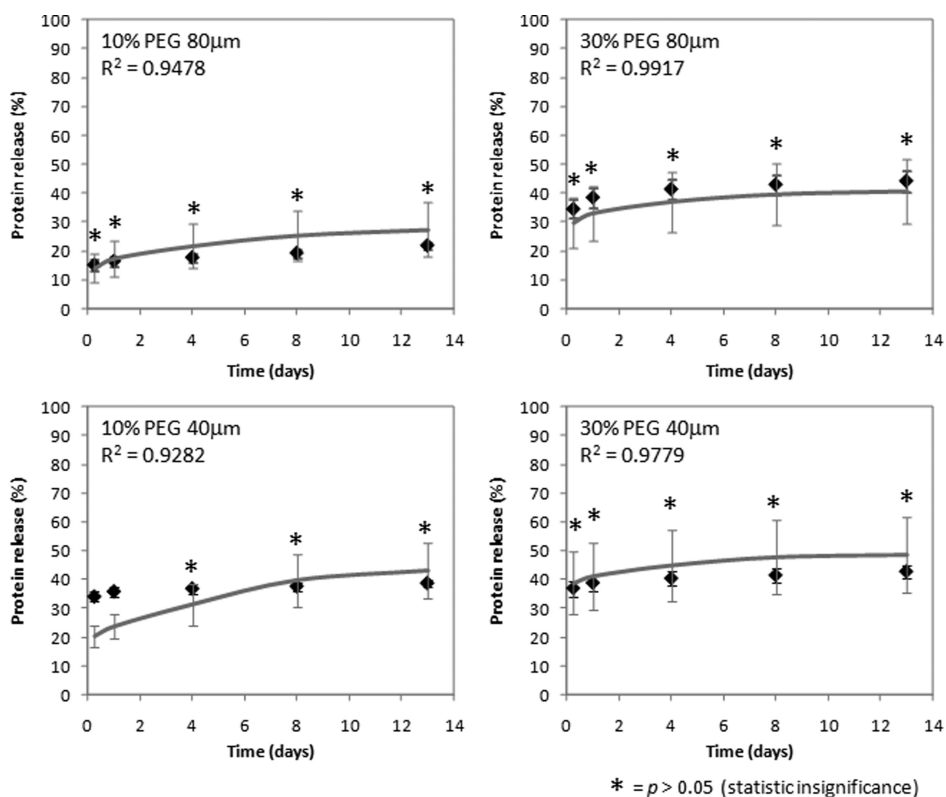 10% PEG 80μm
R² = 0.9478
Protein release (%)
100
90
80
70
60
50
40
30
20
10
0
* * * * *
0 2 4 6 8 10 12 14
Time (days)
30% PEG 80μm
R² = 0.9917
Protein release (%)
100
90
80
70
60
50
40
30
20
10
0
* * * * *
0 2 4 6 8 10 12 14
Time (days)
10% PEG 40μm
R² = 0.9282
Protein release (%)
100
90
80
70
60
50
40
30
20
10
0
* * *
0 2 4 6 8 10 12 14
Time (days)
30% PEG 40μm
R² = 0.9779
Protein release (%)
100
90
80
70
60
50
40
30
20
10
0
* * * * *
0 2 4 6 8 10 12 14
Time (days)
* = p > 0.05 (statistic insignificance)